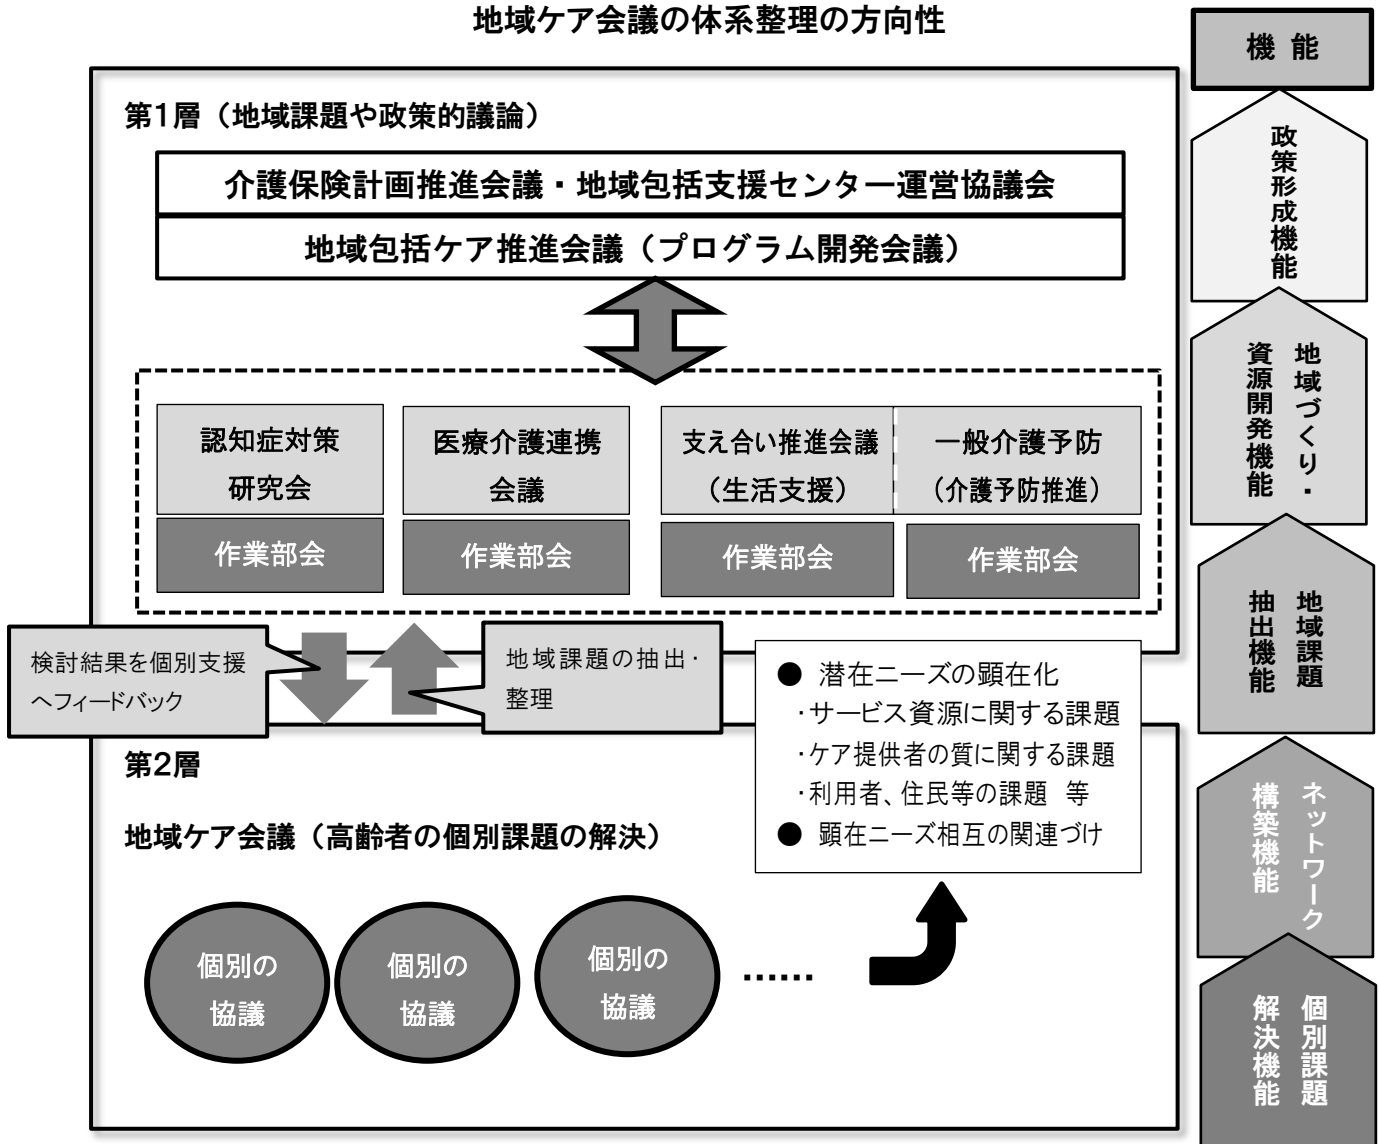 地域ケア会議の体系整理の方向性
機 能
第1層（地域課題や政策的議論）
介護保険計画推進会議・地域包括支援センター運営協議会
地域包括ケア推進会議（プログラム開発会議）
認知症対策
研究会
作業部会
医療介護連携
会議
作業部会
支え合い推進会議
（生活支援）
作業部会
一般介護予防
（介護予防推進）
作業部会
検討結果を個別支援
へフィードバック
地域課題の抽出・
整理
● 潜在ニーズの顕在化
・サービス資源に関する課題
・ケア提供者の質に関する課題
・利用者、住民等の課題 等
● 顕在ニーズ相互の関連づけ
第2層
地域ケア会議（高齢者の個別課題の解決）
個別の
協議
個別の
協議
個別の
協議
……
政策形成機能
地域づくり・
資源開発機能
地域課題
抽出機能
ネットワーク
構築機能
個別課題
解決機能